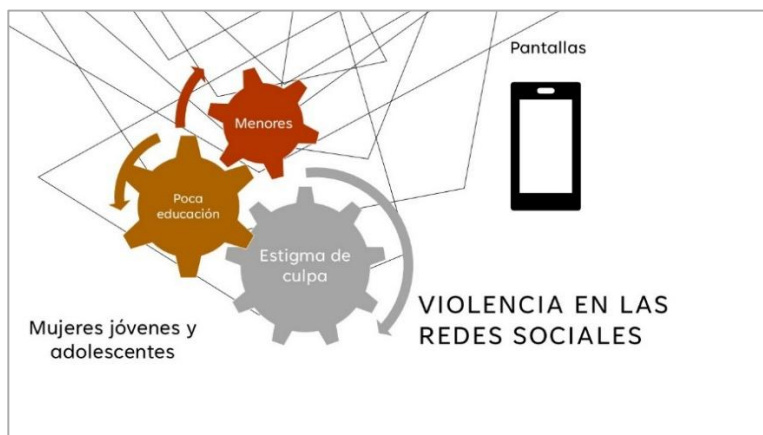 Pantallas
Menores
Poca
educación
Estigma de
culpa
VIOLENCIA EN LAS
REDES SOCIALES
Mujeres jóvenes y
adolescentes